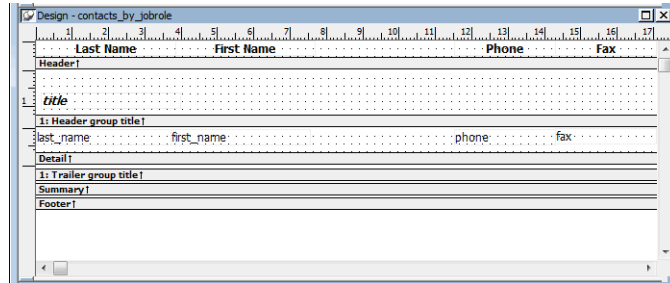 Design - contacts_by_jobrole
1 2 3 4 5 6 7 8 9 10 11 12 13 14 15 16 17
Last Name First Name Phone Fax
Header↑
1 title
1: Header group title↑
last_name first_name phone fax
Detail↑
1: Trailer group title↑
Summary↑
Footer↑